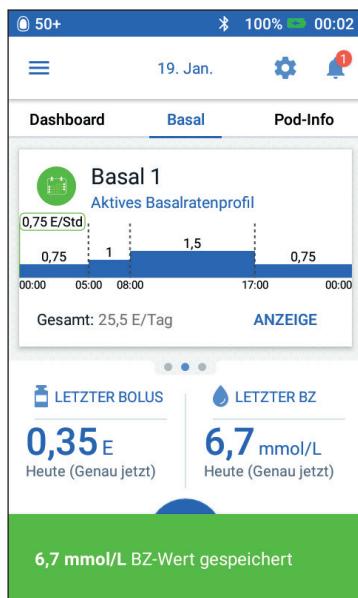 50+ 100% 00:02
19. Jan. 1
Dashboard Basal Pod-Info
Basal 1
Aktives Basalratenprofil
0,75 E/Std
0,75 1 1,5 0,75
00:00 05:00 08:00 17:00 00:00
Gesamt: 25,5 E/Tag ANZEIGE
LETZTER BOLUS LETZTER BZ
0,35 E 6,7 mmol/L
Heute (Genau jetzt) Heute (Genau jetzt)
6,7 mmol/L BZ-Wert gespeichert